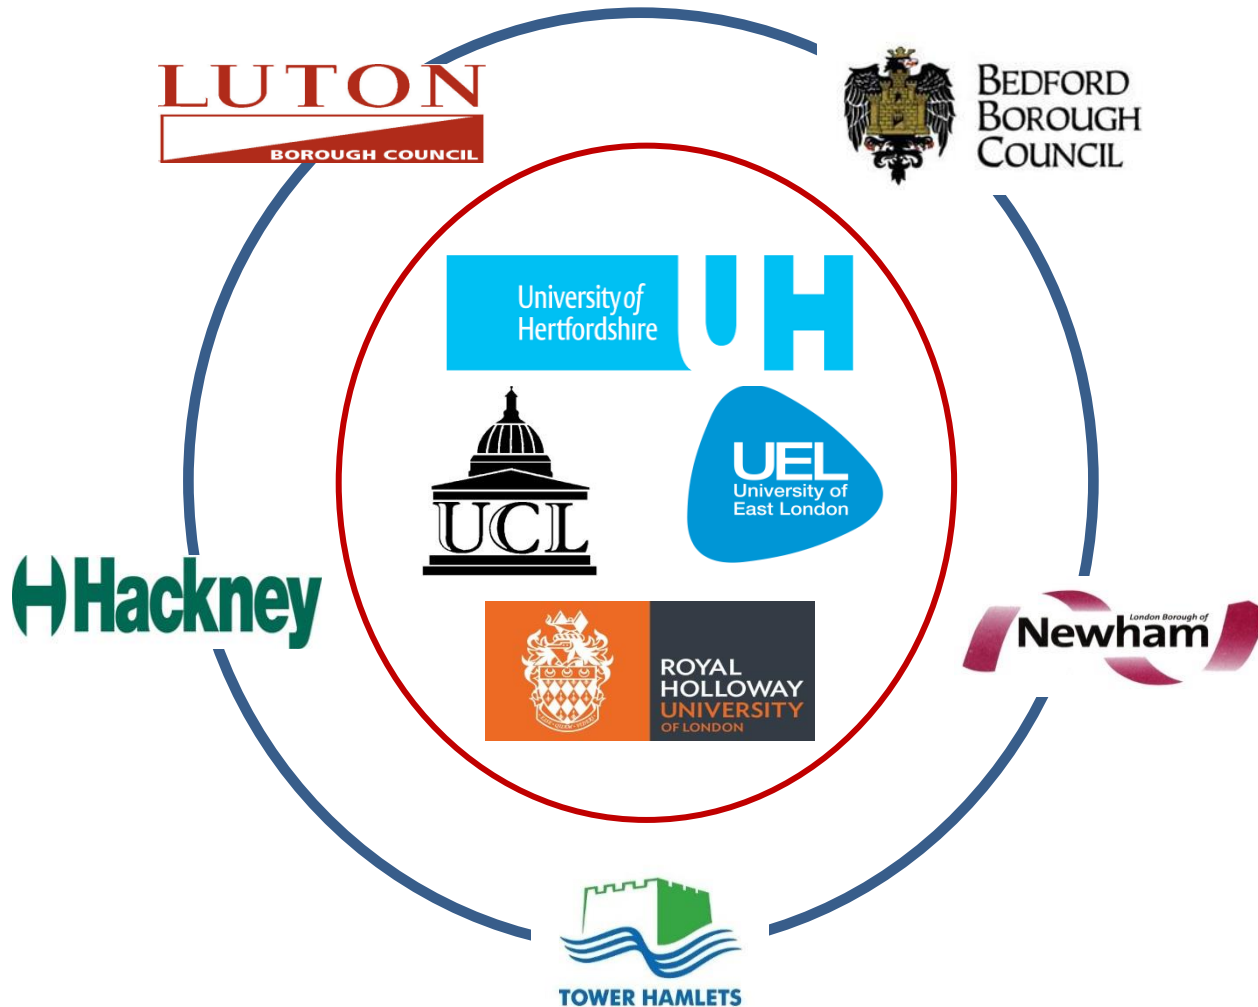 LUTON
BOROUGH COUNCIL
BEDFORD
BOROUGH
COUNCIL
University of
Hertfordshire
UH
UCL
UEL
University of
East London
Hackney
London Borough of
Newham
ROYAL
HOLLOWAY
UNIVERSITY
OF LONDON
TOWER HAMLETS